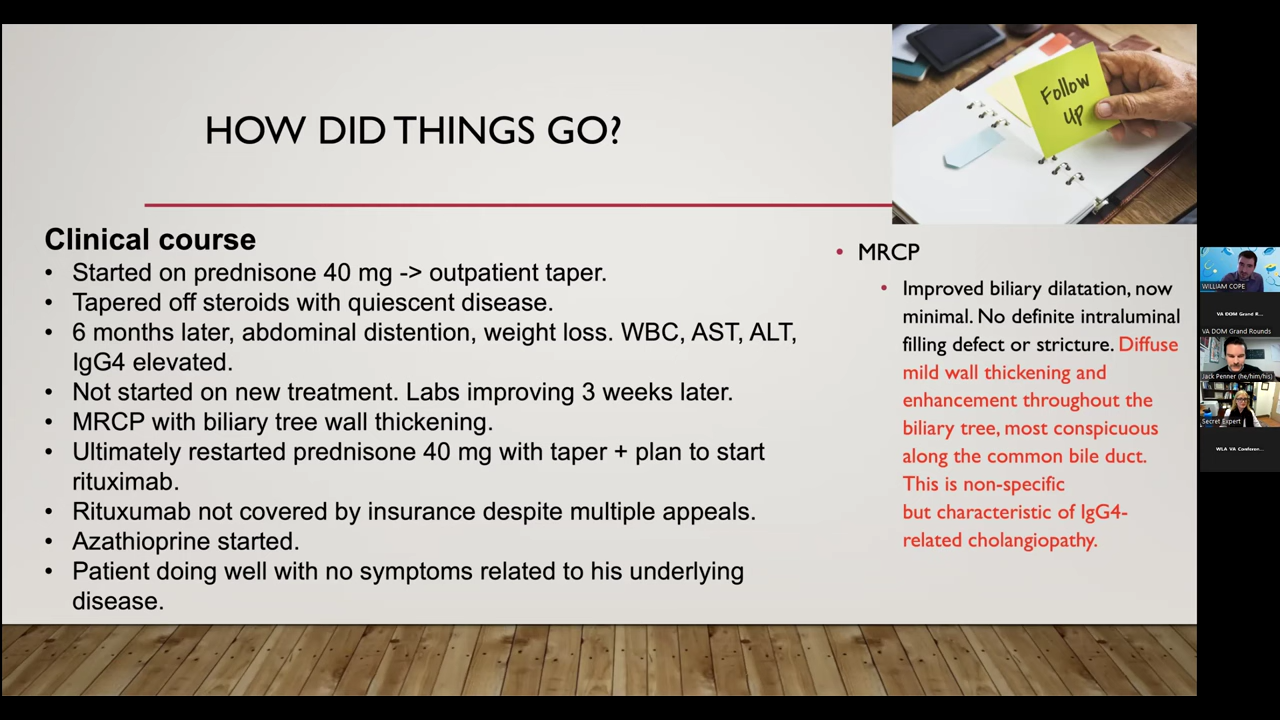 HOW DID THINGS GO?
Follow
UP
Clinical course
• Started on prednisone 40 mg -> outpatient taper.
• Tapered off steroids with quiescent disease.
• 6 months later, abdominal distention, weight loss. WBC, AST, ALT,
IgG4 elevated.
• Not started on new treatment. Labs improving 3 weeks later.
• MRCP with biliary tree wall thickening.
• Ultimately restarted prednisone 40 mg with taper + plan to start
rituximab.
• Rituxumab not covered by insurance despite multiple appeals.
• Azathioprine started.
• Patient doing well with no symptoms related to his underlying
disease.
• MRCP
• Improved biliary dilatation, now
minimal. No definite intraluminal
filling defect or stricture. Diffuse
mild wall thickening and
enhancement throughout the
biliary tree, most conspicuous
along the common bile duct.
This is non-specific
but characteristic of IgG4-
related cholangiopathy.
WILLIAM COPE
VA DOM Grand R...
VA DOM Grand Rounds
Jack Penner (he/him/his)
Secret Expert
WLA VA Conferen...